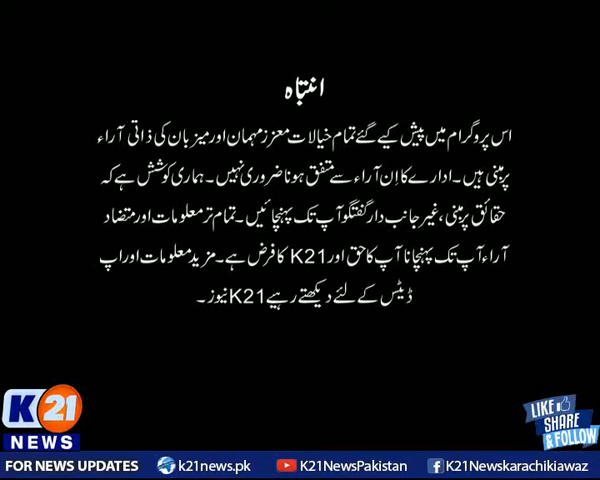 انتباہ
اس پروگرام میں پیش کیے گئے تمام خیالات معزز مہمان اور میزبان کی ذاتی آراء
پر مبنی ہیں۔ ادارے کا اِن آراء سے متفق ہونا ضروری نہیں۔ ہماری کوشش ہے کہ
حقائق پر مبنی، غیر جانب دار گفتگو آپ تک پہنچائیں۔ تمام تر معلومات اور متضاد
آراء آپ تک پہنچانا آپ کا حق اور K21 کا فرض ہے۔ مزید معلومات اور اپ
ڈیٹس کے لئے دیکھتے رہیے K21 نیوز۔
K21
NEWS
LIKE
SHARE
& FOLLOW
FOR NEWS UPDATES k21news.pk K21NewsPakistan K21Newskarachikiawaz